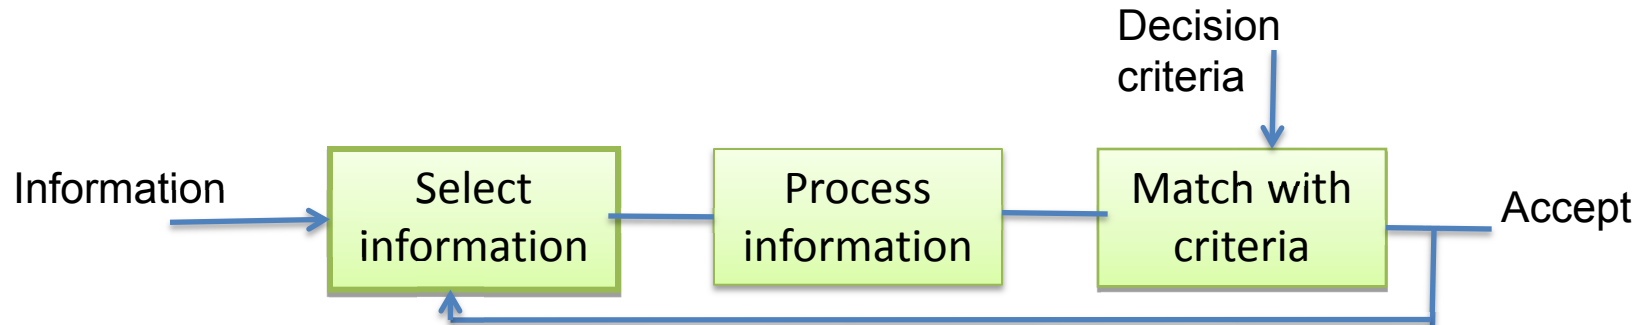 Decision
criteria
Information
Select
information
Process
information
Match with
criteria
Accept